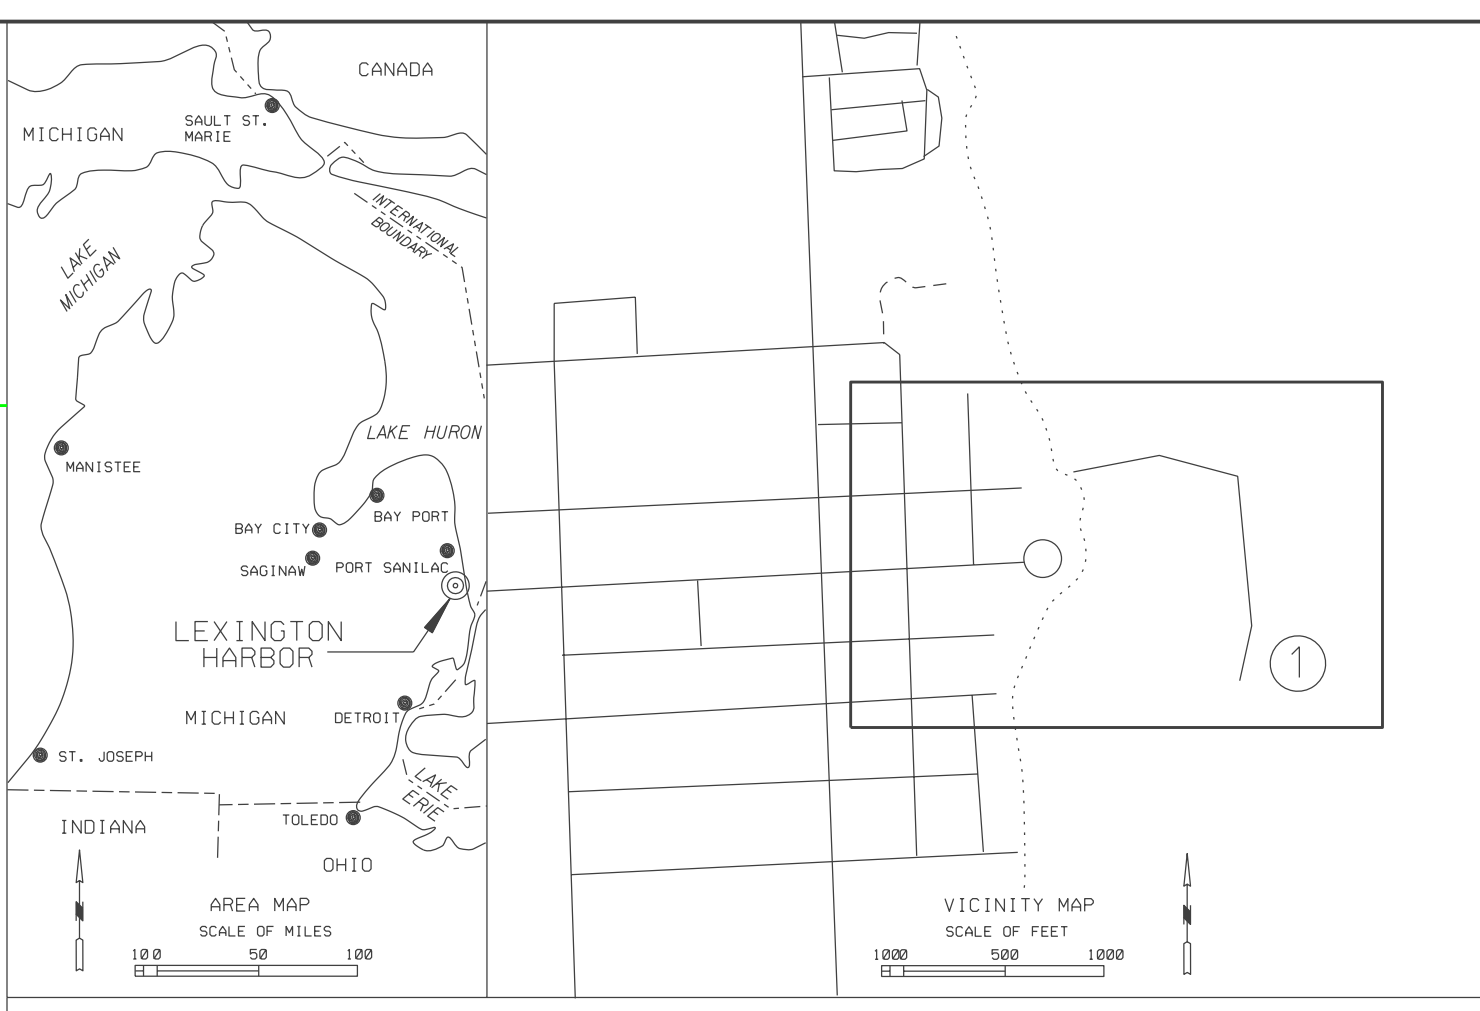 CANADA
SAULT ST.
MARIE
MICHIGAN
INTERNATIONAL
BOUNDARY
LAKE
MICHIGAN
LAKE HURON
MANISTEE
BAY PORT
BAY CITY
SAGINAW
PORT SANILAC
LEXINGTON
HARBOR
MICHIGAN
DETROIT
ST. JOSEPH
LAKE
ERIE
TOLEDO
INDIANA
OHIO
N
AREA MAP
SCALE OF MILES
10 0 50 100
1
N
VICINITY MAP
SCALE OF FEET
1000 500 1000